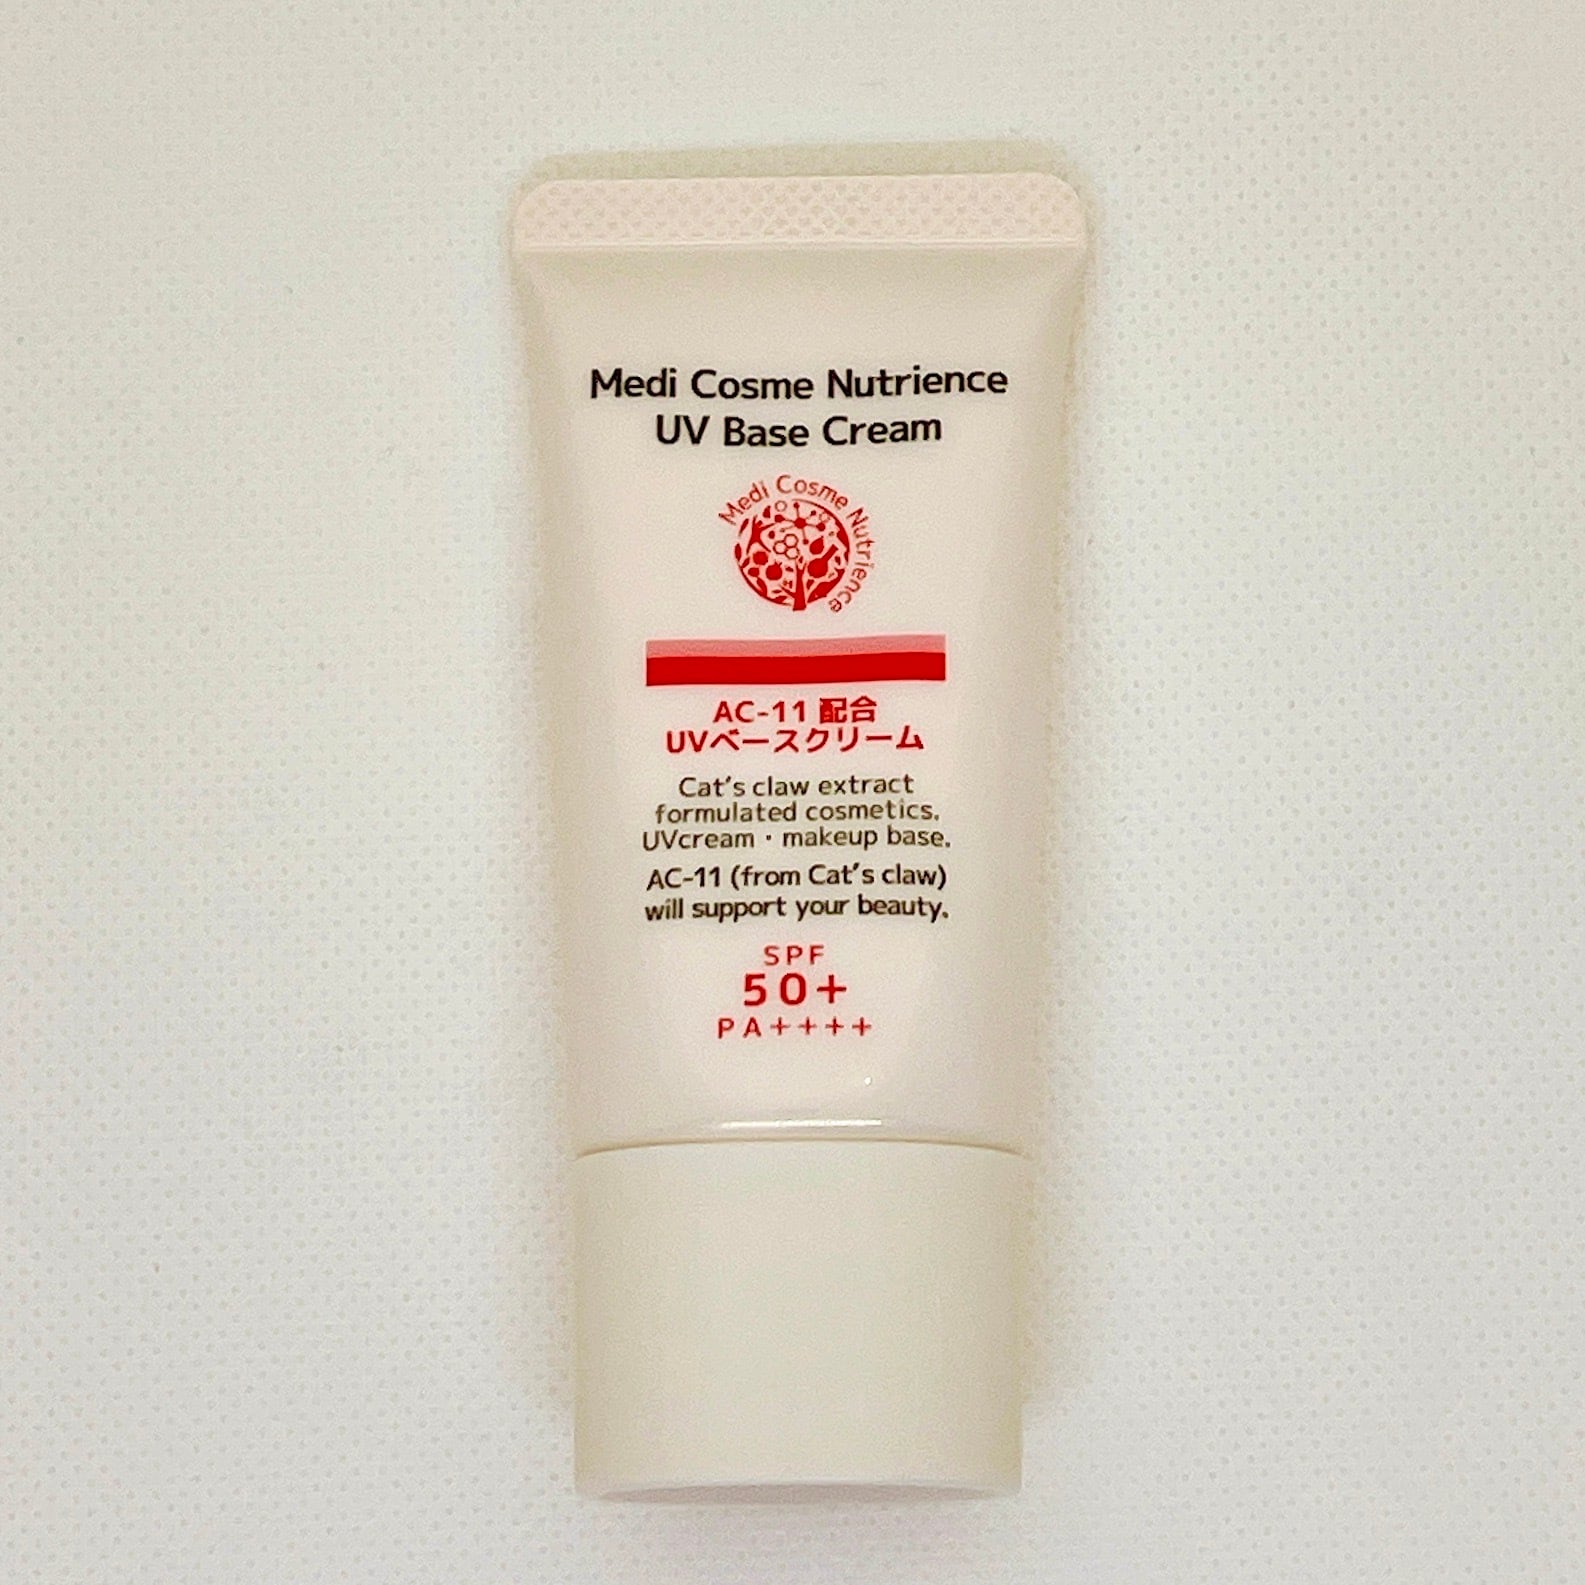 Medi Cosme Nutrience
UV Base Cream
Medi Cosme Nutrience
AC-11 配合
UVベースクリーム
Cat's claw extract
formulated cosmetics.
UVcream・makeup base.
AC-11 (from Cat's claw)
will support your beauty.
SPF
50+
PA++++